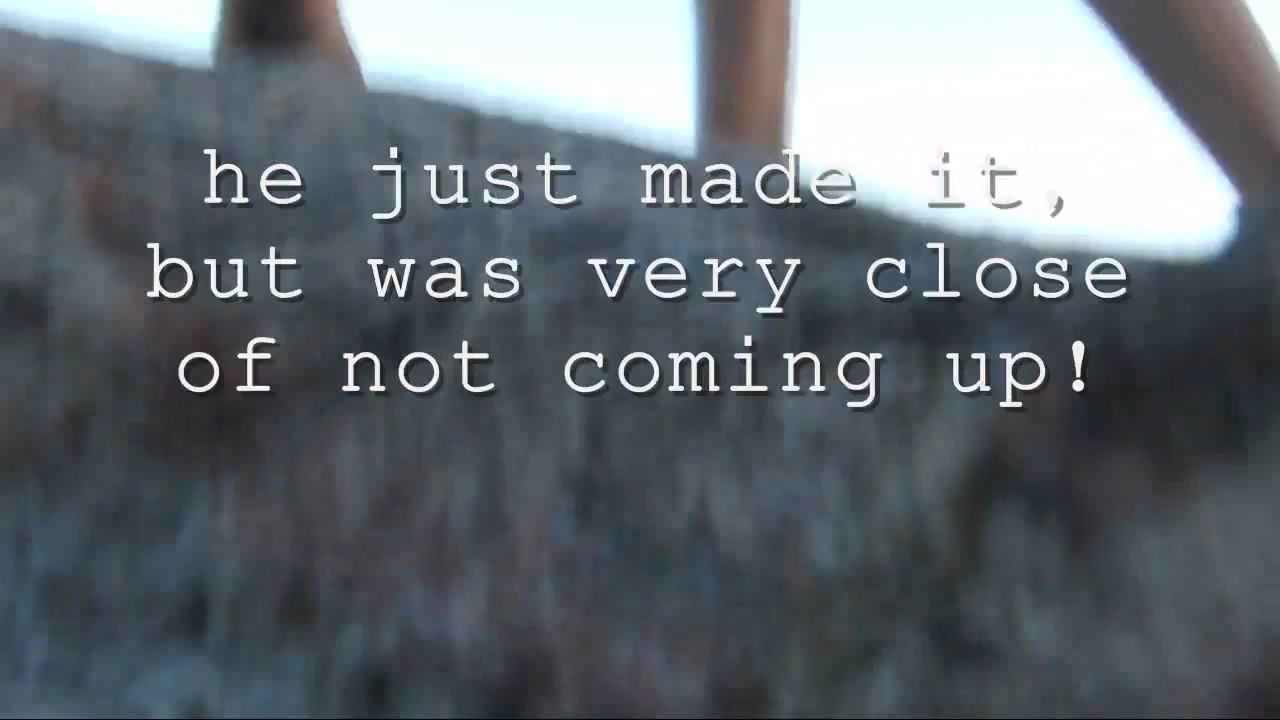 he just made it,
but was very close
of not coming up!